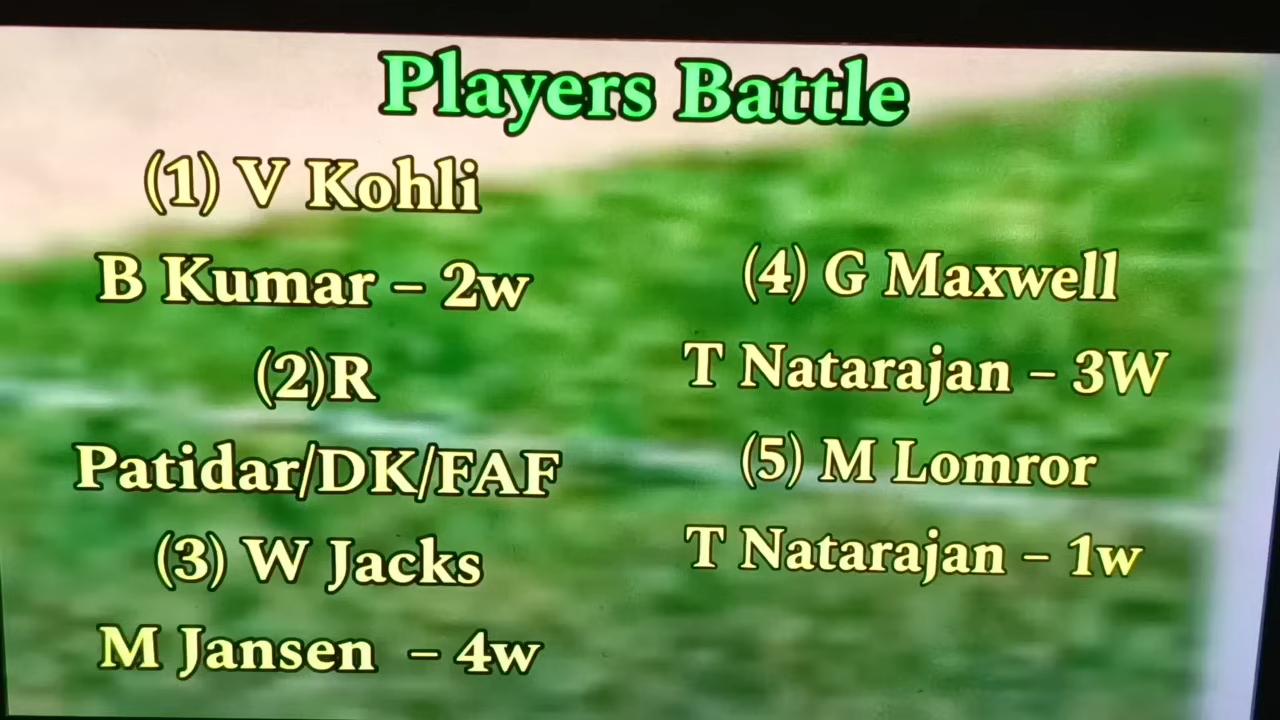 Players Battle
(1) V Kohli
B Kumar – 2w
(2)R
Patidar/DK/FAF
(3) W Jacks
M Jansen – 4w
(4) G Maxwell
T Natarajan – 3W
(5) M Lomror
T Natarajan – 1w